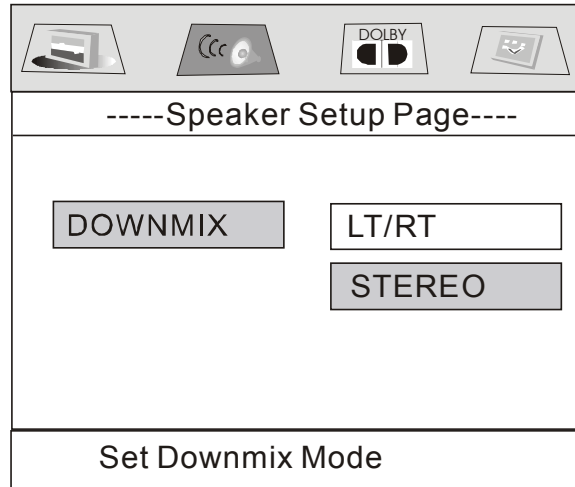 DOLBY
-----Speaker Setup Page----
DOWNMIX
LT/RT
STEREO
Set Downmix Mode